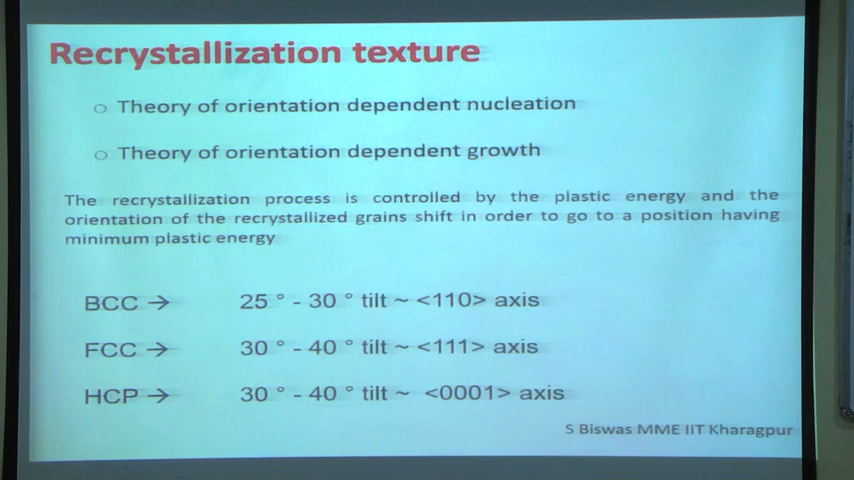 Recrystallization texture
○ Theory of orientation dependent nucleation
○ Theory of orientation dependent growth
The recrystallization process is controlled by the plastic energy and the
orientation of the recrystallized grains shift in order to go to a position having
minimum plastic energy
BCC → 25 ° - 30 ° tilt ~ <110> axis
FCC → 30 ° - 40 ° tilt ~ <111> axis
HCP → 30 ° - 40 ° tilt ~ <0001> axis
S Biswas MME IIT Kharagpur